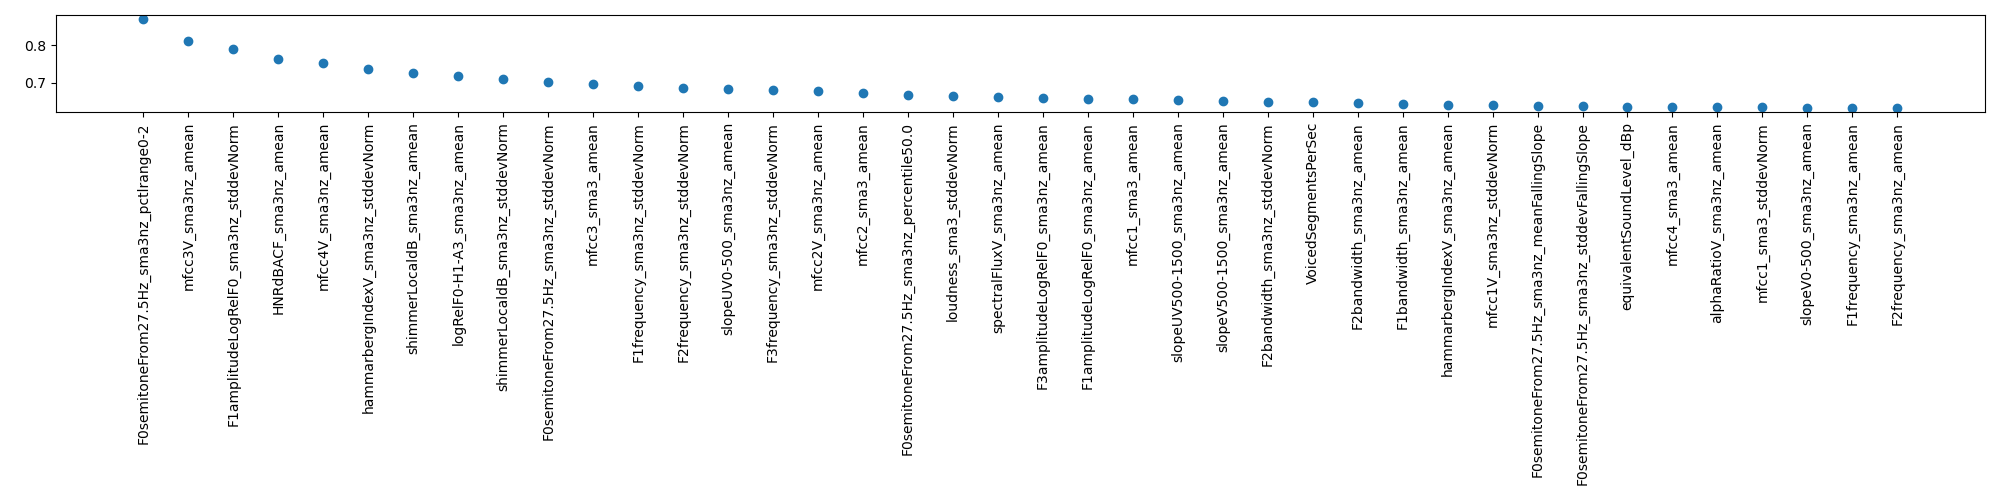 0.8
0.7
F0semitoneFrom27.5Hz_sma3nz_pctlrange0-2
mfcc3V_sma3nz_amean
F1amplitudeLogRelF0_sma3nz_stddevNorm
HNRdBACF_sma3nz_amean
mfcc4V_sma3nz_amean
hammarbergIndexV_sma3nz_stddevNorm
shimmerLocaldB_sma3nz_amean
logRelF0-H1-A3_sma3nz_amean
shimmerLocaldB_sma3nz_stddevNorm
F0semitoneFrom27.5Hz_sma3nz_stddevNorm
mfcc3_sma3_amean
F1frequency_sma3nz_stddevNorm
F2frequency_sma3nz_stddevNorm
slopeUV0-500_sma3nz_amean
F3frequency_sma3nz_stddevNorm
mfcc2V_sma3nz_amean
mfcc2_sma3_amean
F0semitoneFrom27.5Hz_sma3nz_percentile50.0
loudness_sma3_stddevNorm
spectralFluxV_sma3nz_amean
F3amplitudeLogRelF0_sma3nz_amean
F1amplitudeLogRelF0_sma3nz_amean
mfcc1_sma3_amean
slopeUV500-1500_sma3nz_amean
slopeV500-1500_sma3nz_amean
F2bandwidth_sma3nz_stddevNorm
VoicedSegmentsPerSec
F2bandwidth_sma3nz_amean
F1bandwidth_sma3nz_amean
hammarbergIndexV_sma3nz_amean
mfcc1V_sma3nz_stddevNorm
F0semitoneFrom27.5Hz_sma3nz_meanFallingSlope
F0semitoneFrom27.5Hz_sma3nz_stddevFallingSlope
equivalentSoundLevel_dBp
mfcc4_sma3_amean
alphaRatioV_sma3nz_amean
mfcc1_sma3_stddevNorm
slopeV0-500_sma3nz_amean
F1frequency_sma3nz_amean
F2frequency_sma3nz_amean